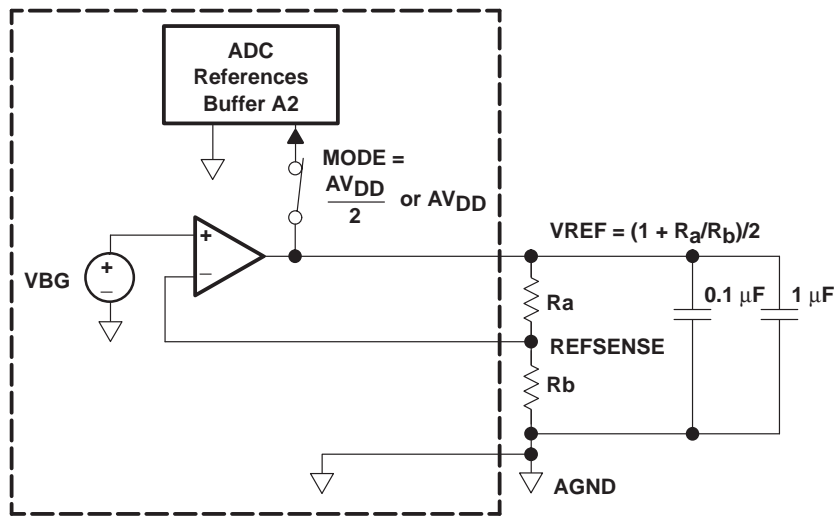 ADC
References
Buffer A2
MODE =
AVDD
2
or AVDD
VREF = (1 + Ra/Rb)/2
+
−
VBG
+
−
Ra
0.1 μF
1 μF
REFSENSE
Rb
AGND